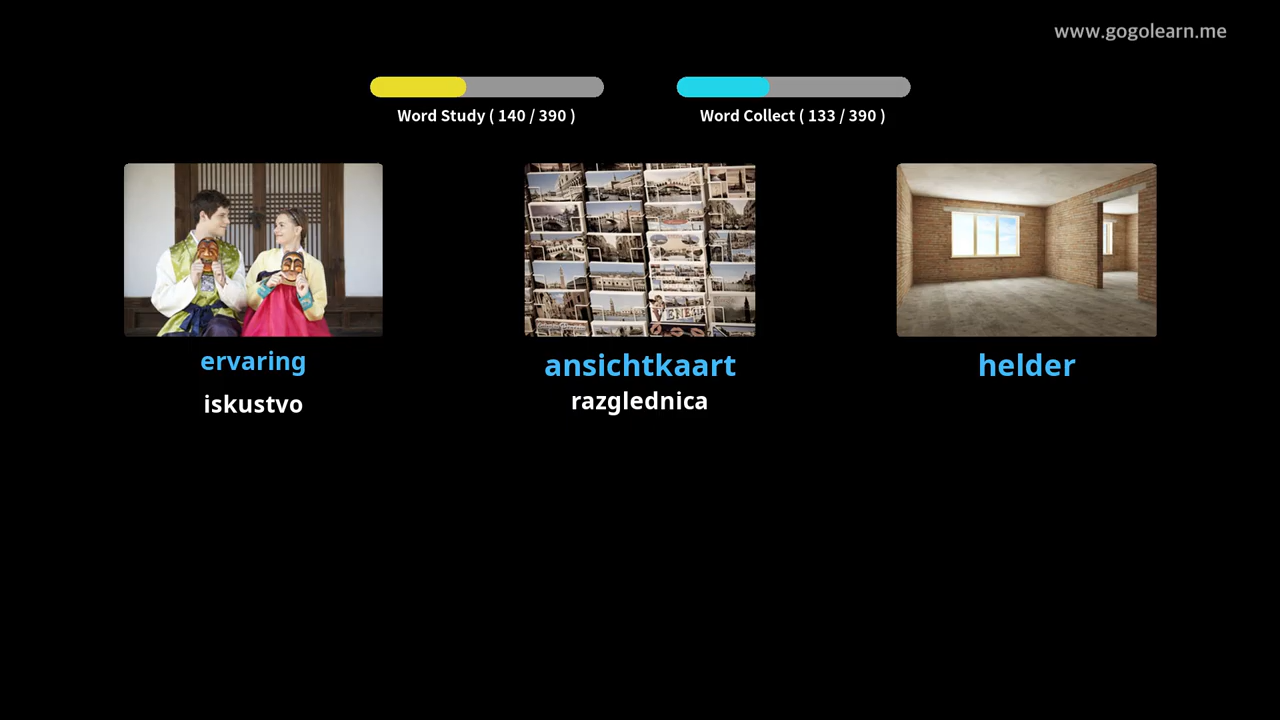 www.gogolearn.me
Word Study ( 140 / 390 )
Word Collect ( 133 / 390 )
ervaring
iskustvo
ansichtkaart
razglednica
helder